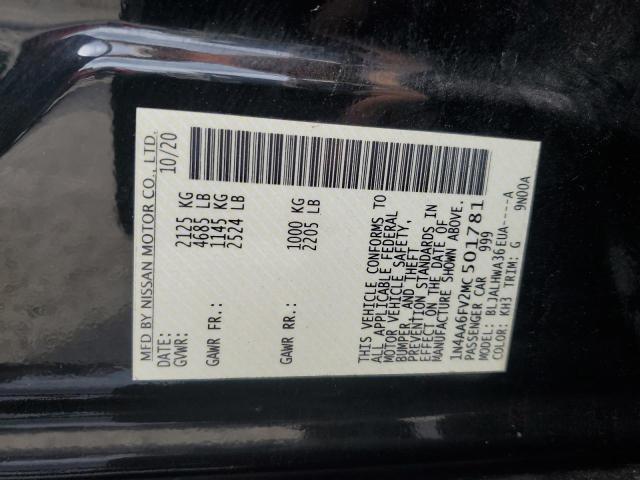 MFD BY NISSAN MOTOR CO., LTD.
DATE: 10/20
GVWR: 2125 KG
4685 LB
GAWR FR: 1145 KG
2524 LB
GAWR RR: 1000 KG
2205 LB
THIS VEHICLE CONFORMS TO
ALL APPLICABLE FEDERAL
MOTOR VEHICLE SAFETY,
BUMPER, AND THEFT
PREVENTION STANDARDS IN
EFFECT ON THE DATE OF
MANUFACTURE SHOWN ABOVE.
1N4AA6FV2MC501781
PASSENGER CAR 999
MODEL: BLJALHWA36EUA----A
COLOR: KH3 TRIM: G 9N00A